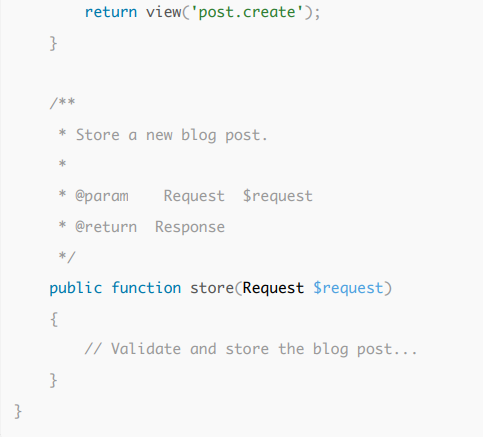 return view('post.create');
    }

    /**
     * Store a new blog post.
     *
     * @param    Request  $request
     * @return  Response
     */
    public function store(Request $request)
    {
        // Validate and store the blog post...
    }
}